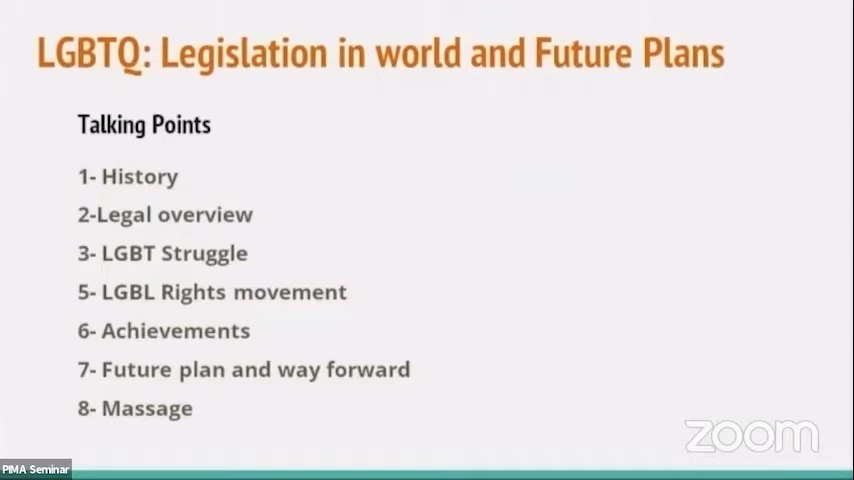 LGBTQ: Legislation in world and Future Plans
Talking Points
1- History
2-Legal overview
3- LGBT Struggle
5- LGBL Rights movement
6- Achievements
7- Future plan and way forward
8- Massage
zoom
PIMA Seminar